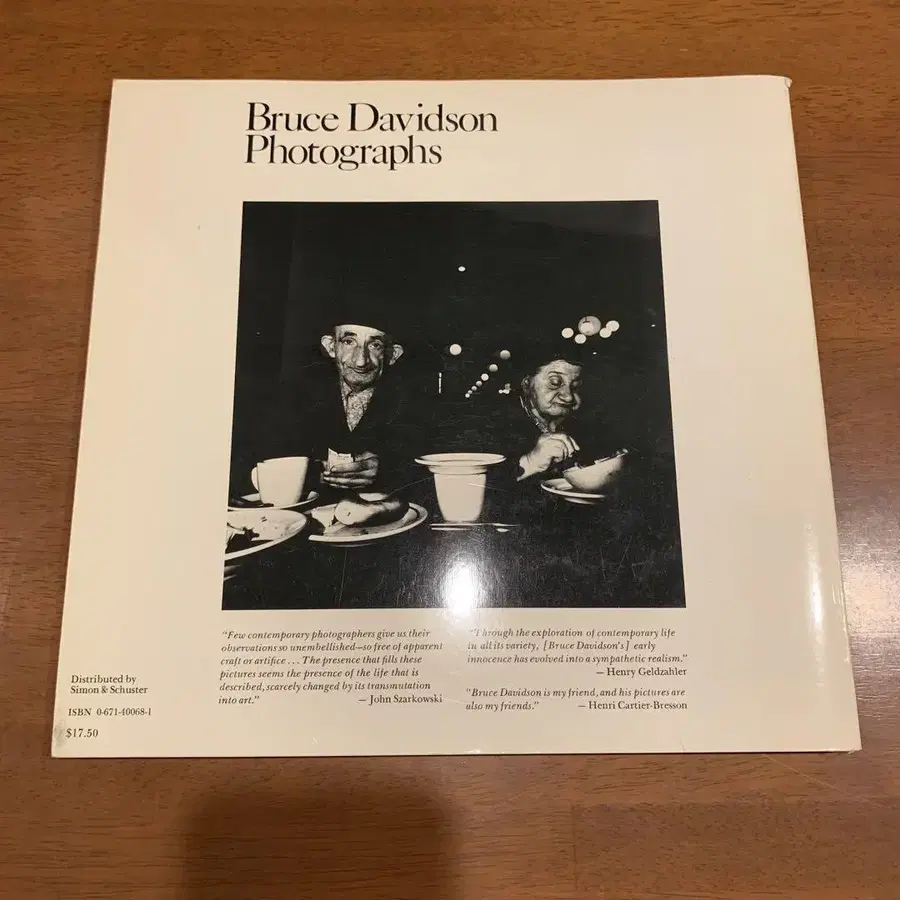 Bruce Davidson
Photographs
"Few contemporary photographers give us their
observations so unembellished—so free of apparent
craft or artifice . . . The presence that fills these
pictures seems the presence of the life that is
described, scarcely changed by its transmutation
into art."
— John Szarkowski
"Through the exploration of contemporary life
in all its variety, [Bruce Davidson's] early
innocence has evolved into a sympathetic realism."
— Henry Geldzahler
"Bruce Davidson is my friend, and his pictures are
also my friends."
— Henri Cartier-Bresson
Distributed by
Simon & Schuster
ISBN 0-671-40068-1
$17.50